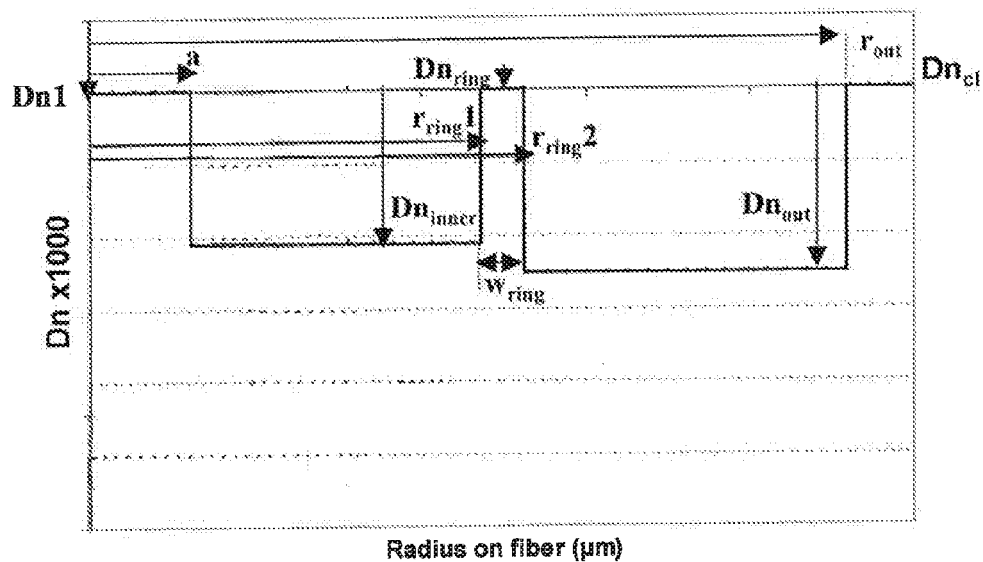 r_out
a
Dn_ring
Dn_cl
Dn1
r_ring1
r_ring2
Dn_inner
Dn_out
w_ring
Dn x1000
Radius on fiber (µm)